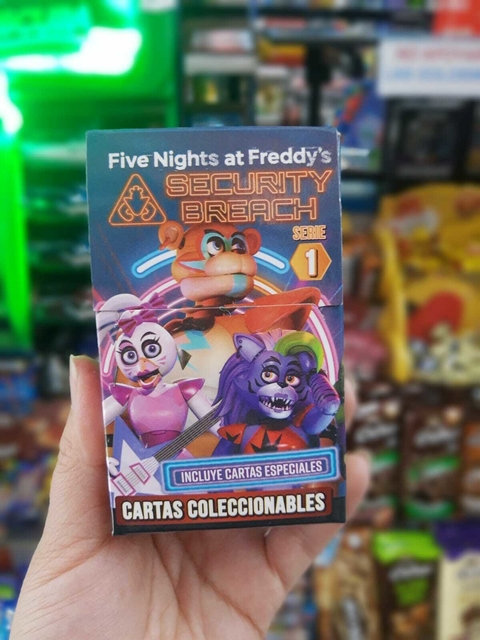 Five Nights at Freddy's
SECURITY
BREACH
SERIE
1
INCLUYE CARTAS ESPECIALES
CARTAS COLECCIONABLES